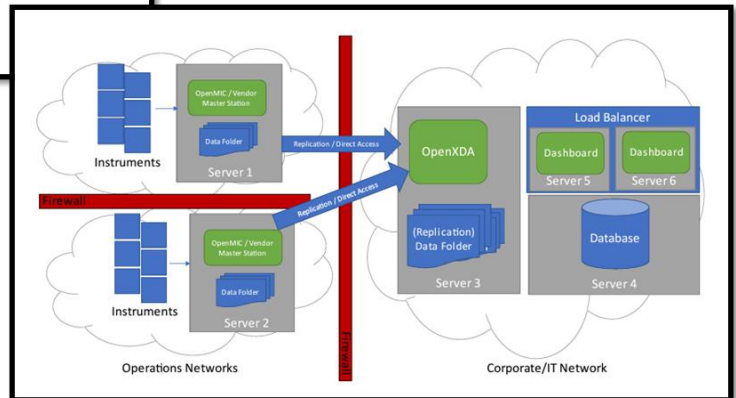 OpenMIC / Vendor
Master Station
Data Folder
Instruments
Server 1
Replication / Direct Access
Firewall
OpenMIC / Vendor
Master Station
Data Folder
Instruments
Server 2
Replication / Direct Access
Operations Networks
Firewall
OpenXDA
(Replication)
Data Folder
Server 3
Load Balancer
Dashboard
Server 5
Dashboard
Server 6
Database
Server 4
Corporate/IT Network